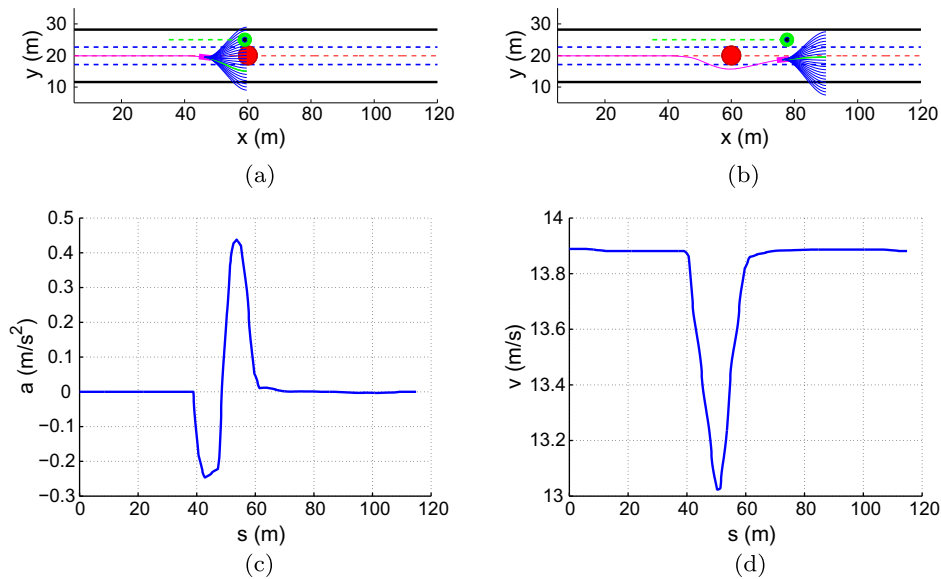 30
20
10
y (m)
20 40 60 80 100 120
x (m)
(a)
30
20
10
y (m)
20 40 60 80 100 120
x (m)
(b)
0.5
0.4
0.3
0.2
0.1
0
−0.1
−0.2
−0.3
a (m/s²)
0 20 40 60 80 100 120
s (m)
(c)
14
13.8
13.6
13.4
13.2
13
v (m/s)
0 20 40 60 80 100 120
s (m)
(d)